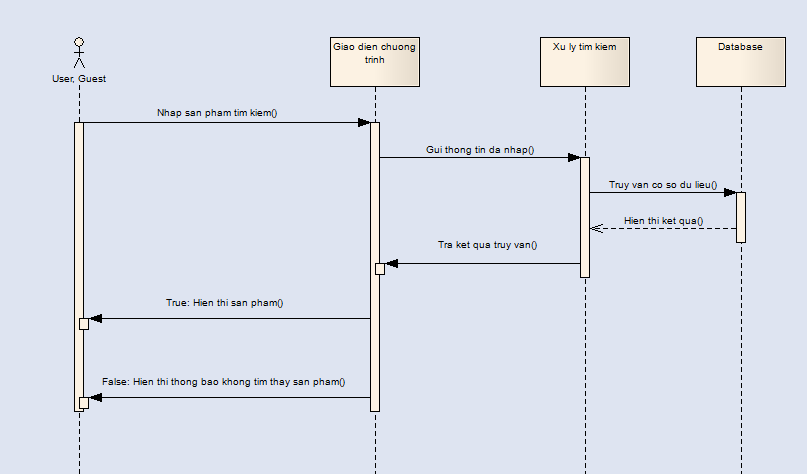 User, Guest
Giao dien chuong
trinh
Xu ly tim kiem
Database
Nhap san pham tim kiem()
Gui thong tin da nhap()
Truy van co so du lieu()
Hien thi ket qua()
Tra ket qua truy van()
True: Hien thi san pham()
False: Hien thi thong bao khong tim thay san pham()